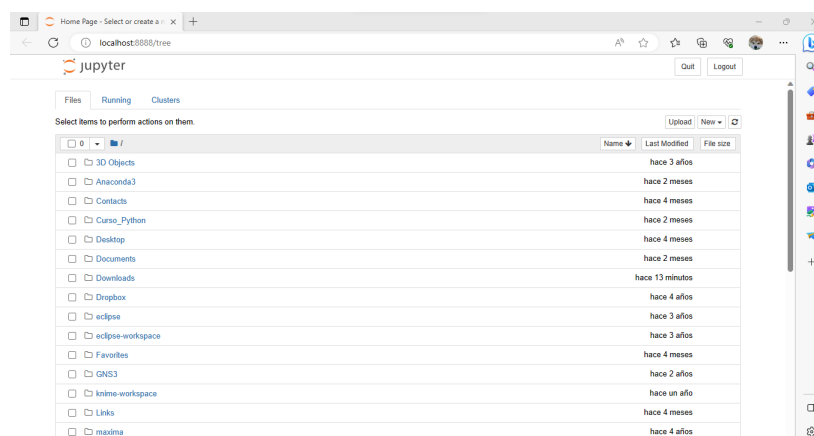 Home Page - Select or create a n
localhost:8888/tree
jupyter
Quit Logout
Files Running Clusters
Select items to perform actions on them.
Upload New
0 / Name Last Modified File size
3D Objects hace 3 años
Anaconda3 hace 2 meses
Contacts hace 4 meses
Curso_Python hace 2 meses
Desktop hace 4 meses
Documents hace 2 meses
Downloads hace 13 minutos
Dropbox hace 4 años
eclipse hace 3 años
eclipse-workspace hace 3 años
Favorites hace 4 meses
GNS3 hace 2 años
knime-workspace hace un año
Links hace 4 meses
maxima hace 4 años